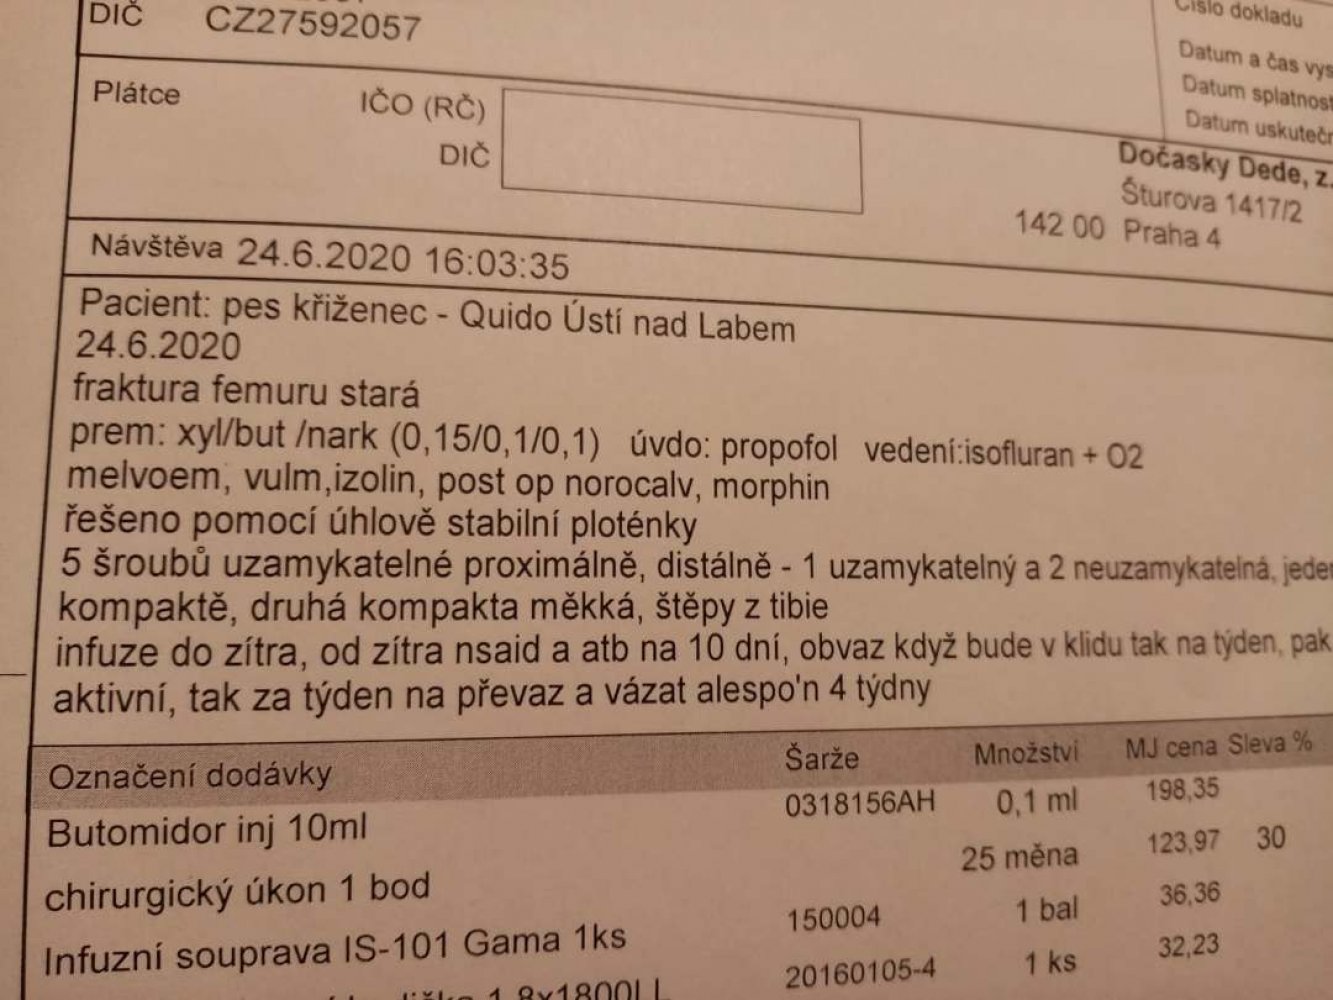 DIČ CZ27592057
Číslo dokladu
Datum a čas vys
Datum splatnost
Datum uskutečn
Plátce IČO (RČ)
DIČ
Dočasky Dede, z.
Šturova 1417/2
142 00 Praha 4
Návštěva 24.6.2020 16:03:35
Pacient: pes kříženec - Quido Ústí nad Labem
24.6.2020
fraktura femuru stará
prem: xyl/but /nark (0,15/0,1/0,1) úvdo: propofol vedení:isofluran + O2
melvoem, vulm,izolin, post op norocalv, morphin
řešeno pomocí úhlově stabilní ploténky
5 šroubů uzamykatelné proximálně, distálně - 1 uzamykatelný a 2 neuzamykatelná, jeden
kompaktě, druhá kompakta měkká, štěpy z tibie
infuze do zítra, od zítra nsaid a atb na 10 dní, obvaz když bude v klidu tak na týden, pak
aktivní, tak za týden na převaz a vázat alespo'n 4 týdny
Označení dodávky Šarže Množství MJ cena Sleva %
Butomidor inj 10ml 0318156AH 0,1 ml 198,35
chirurgický úkon 1 bod 25 měna 123,97 30
Infuzní souprava IS-101 Gama 1ks 150004 1 bal 36,36
1,8x1800LL 20160105-4 1 ks 32,23